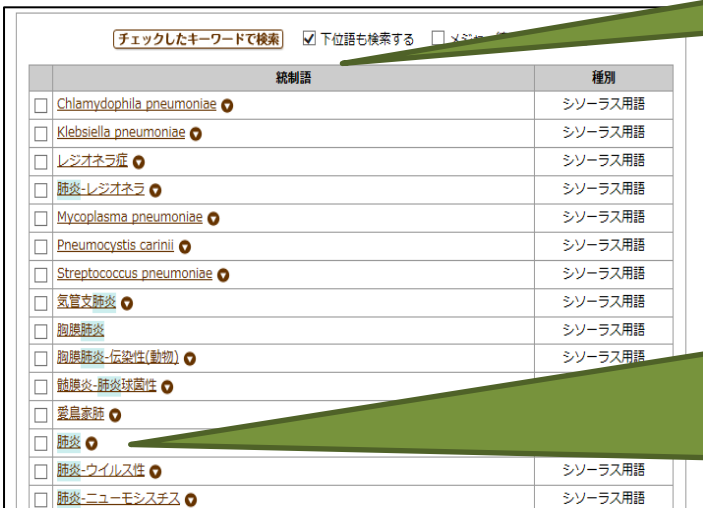 チェックしたキーワードで検索 下位語も検索する
統制語 種別
Chlamydophila pneumoniae シソーラス用語
Klebsiella pneumoniae シソーラス用語
レジオネラ症 シソーラス用語
肺炎-レジオネラ シソーラス用語
Mycoplasma pneumoniae シソーラス用語
Pneumocystis carinii シソーラス用語
Streptococcus pneumoniae シソーラス用語
気管支肺炎 シソーラス用語
胸膜肺炎 シソーラス用語
胸膜肺炎-伝染性(動物) シソーラス用語
髄膜炎-肺炎球菌性
愛鳥家肺
肺炎
肺炎-ウイルス性 シソーラス用語
肺炎-ニューモシスチス シソーラス用語